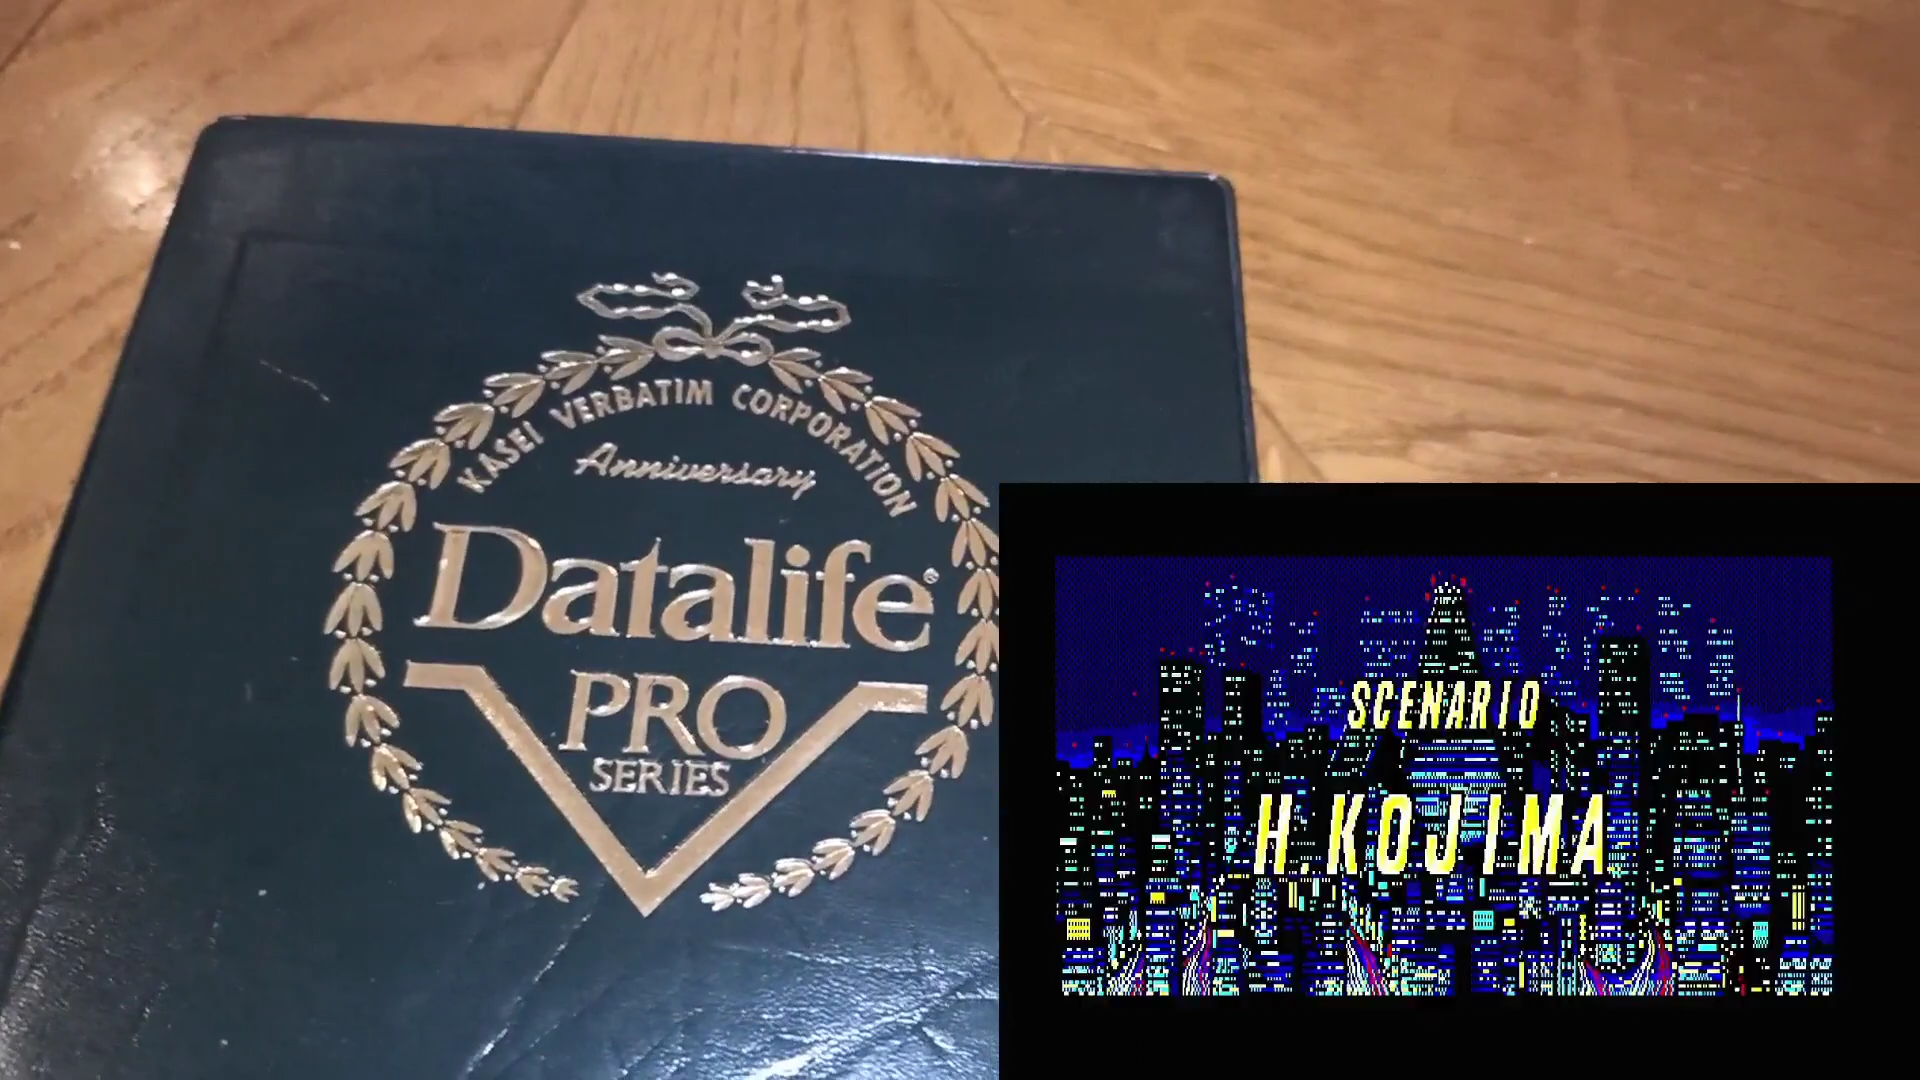 KASEI VERBATIM CORPORATION
Anniversary
Datalife®
PRO
SERIES
SCENARIO
H.KOJIMA